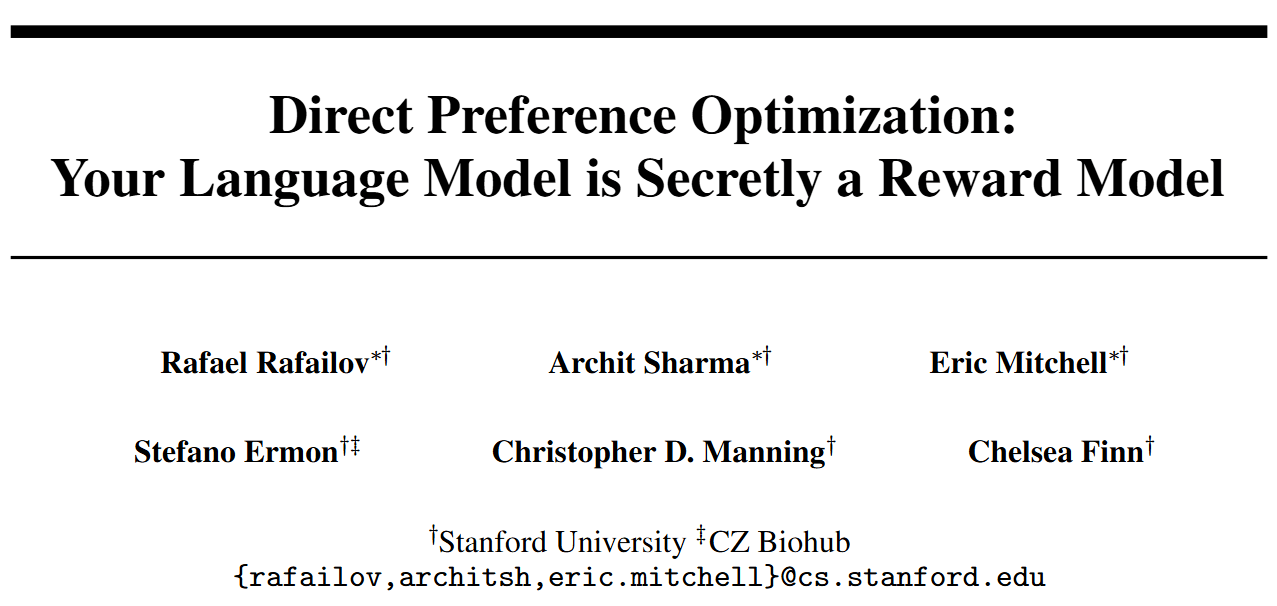 Direct Preference Optimization:
Your Language Model is Secretly a Reward Model
Rafael Rafailov*† Archit Sharma*† Eric Mitchell*†
Stefano Ermon†‡ Christopher D. Manning† Chelsea Finn†
†Stanford University ‡CZ Biohub
{rafailov,architsh,eric.mitchell}@cs.stanford.edu